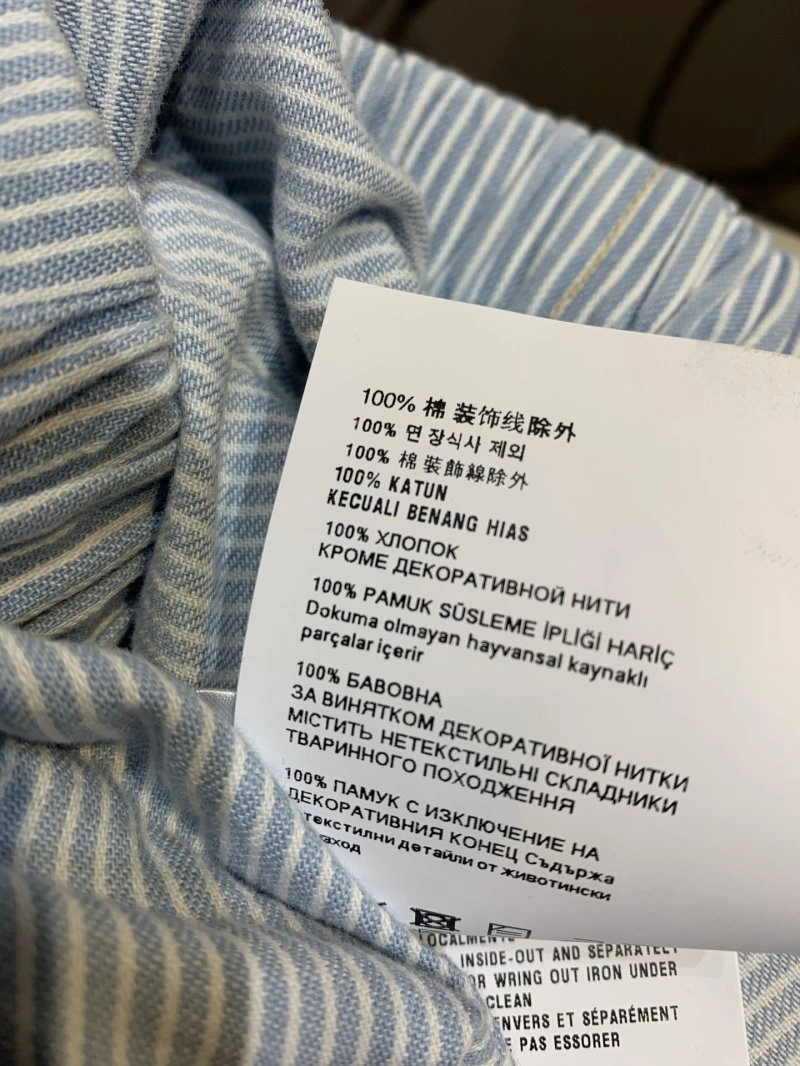 100% 棉 装饰线除外
100% 면 장식사 제외
100% 棉 裝飾線除外
100% KATUN
KECUALI BENANG HIAS
100% ХЛОПОК
КРОМЕ ДЕКОРАТИВНОЙ НИТИ
100% PAMUK SÜSLEME İPLİĞİ HARİÇ
Dokuma olmayan hayvansal kaynaklı
parçalar içerir
100% БАВОВНА
ЗА ВИНЯТКОМ ДЕКОРАТИВНОЇ НИТКИ
МІСТИТЬ НЕТЕКСТИЛЬНІ СКЛАДНИКИ
ТВАРИННОГО ПОХОДЖЕННЯ
100% ПАМУК С ИЗКЛЮЧЕНИЕ НА
ДЕКОРАТИВНИЯ КОНЕЦ Съдържа
текстилни детайли от животински
зход
INSIDE-OUT AND SEPARATELY
OR WRING OUT IRON UNDER
CLEAN
ENVERS ET SÉPARÉMENT
PAS ESSORER